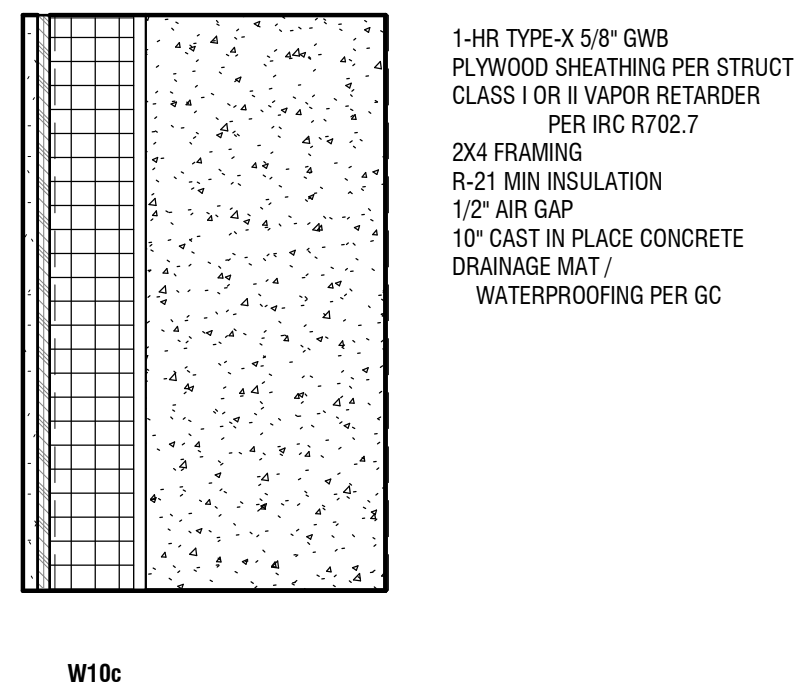 1-HR TYPE-X 5/8" GWB
PLYWOOD SHEATHING PER STRUCT
CLASS I OR II VAPOR RETARDER
PER IRC R702.7
2X4 FRAMING
R-21 MIN INSULATION
1/2" AIR GAP
10" CAST IN PLACE CONCRETE
DRAINAGE MAT /
WATERPROOFING PER GC
W10c